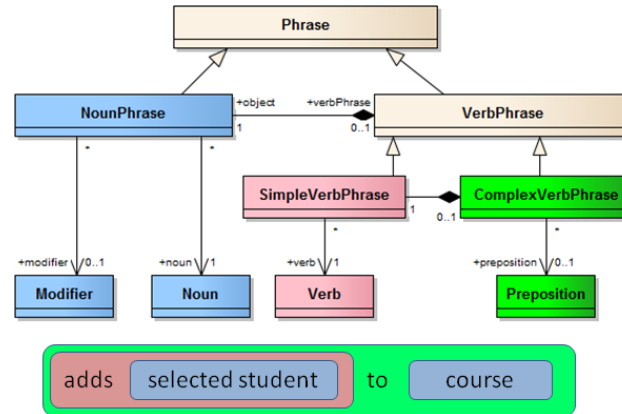 Phrase
NounPhrase
+object
+verbPhrase
VerbPhrase
1
0..1
*
*
SimpleVerbPhrase
1
0..1
ComplexVerbPhrase
*
*
+modifier
0..1
+noun
1
+verb
1
+preposition
0..1
Modifier
Noun
Verb
Preposition
adds selected student to course